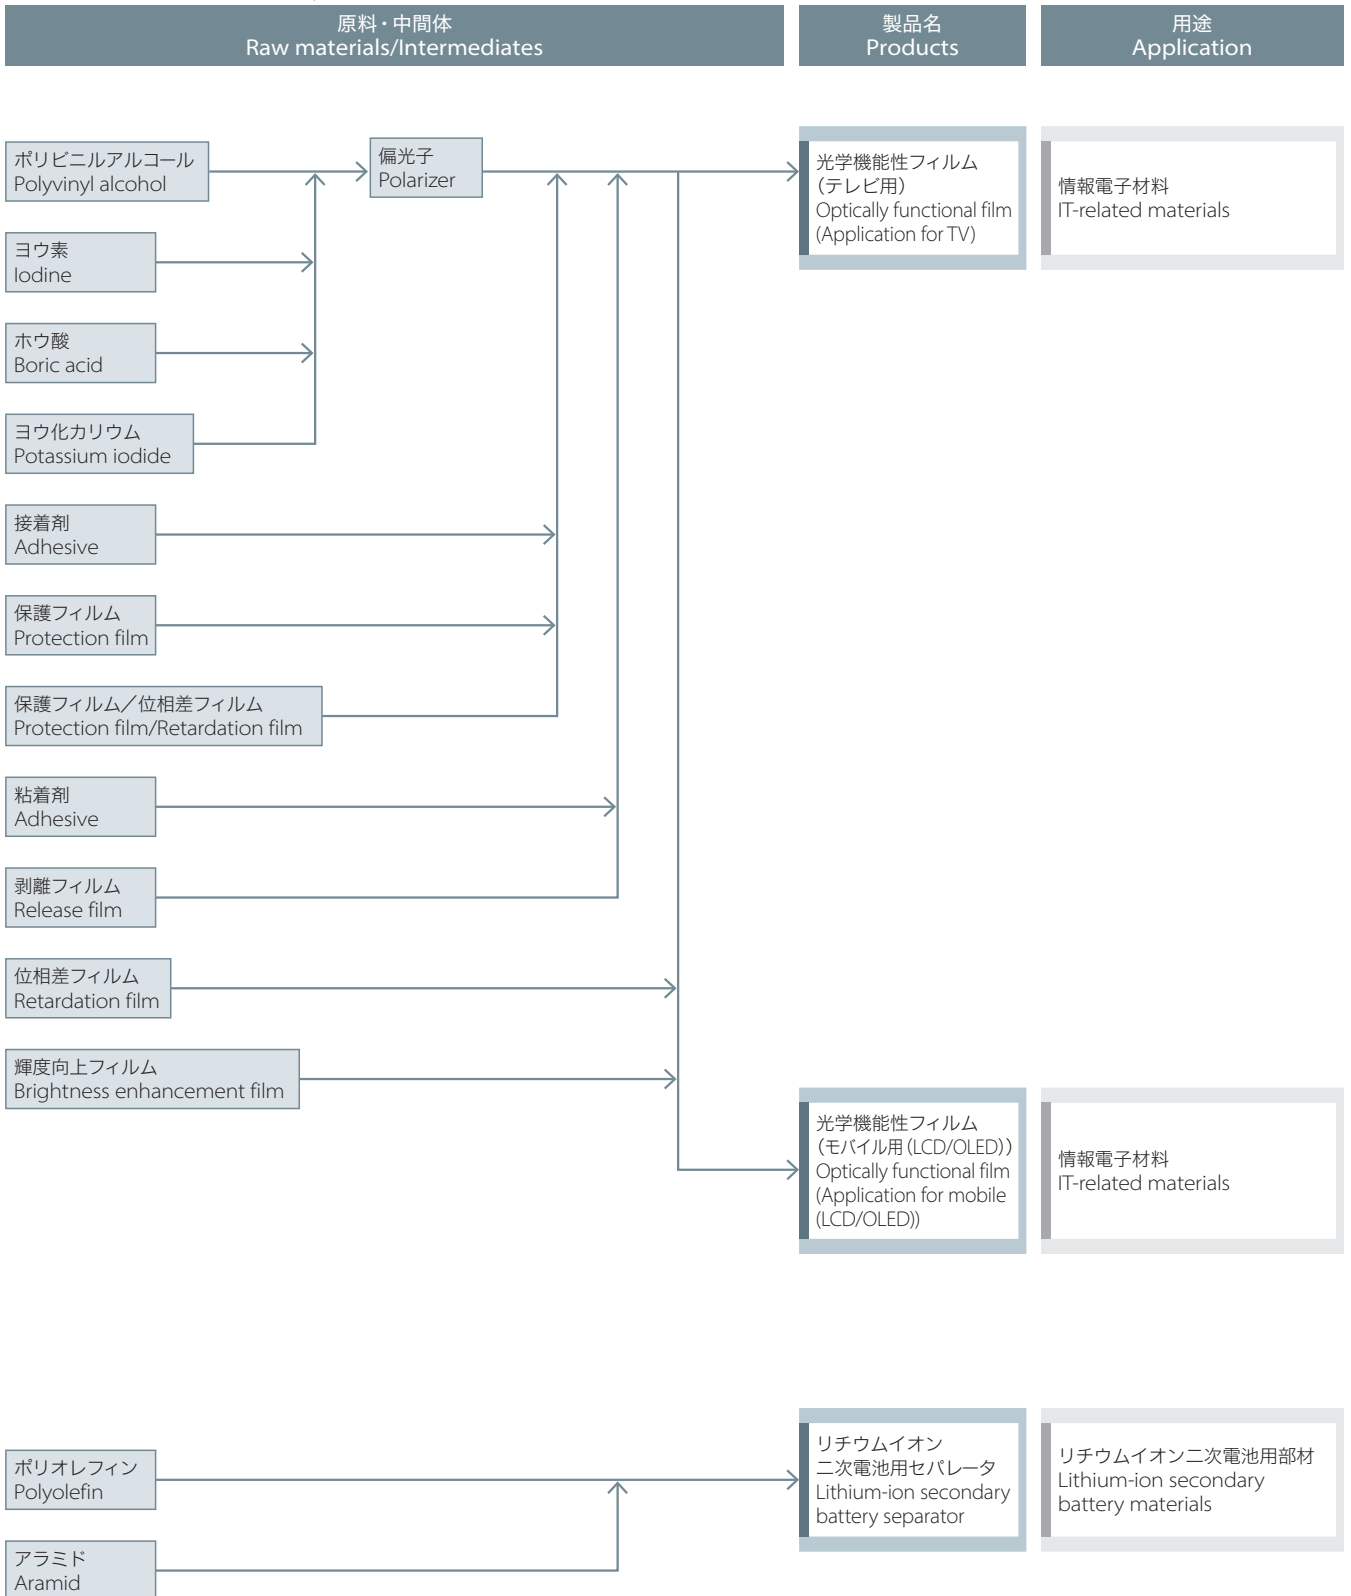 原料・中間体
Raw materials/Intermediates
製品名
Products
用途
Application
ポリビニルアルコール
Polyvinyl alcohol
偏光子
Polarizer
光学機能性フィルム
（テレビ用）
Optically functional film
(Application for TV)
情報電子材料
IT-related materials
ヨウ素
Iodine
ホウ酸
Boric acid
ヨウ化カリウム
Potassium iodide
接着剤
Adhesive
保護フィルム
Protection film
保護フィルム／位相差フィルム
Protection film/Retardation film
粘着剤
Adhesive
剥離フィルム
Release film
位相差フィルム
Retardation film
輝度向上フィルム
Brightness enhancement film
光学機能性フィルム
（モバイル用（LCD/OLED））
Optically functional film
(Application for mobile
(LCD/OLED))
情報電子材料
IT-related materials
ポリオレフィン
Polyolefin
リチウムイオン
二次電池用セパレータ
Lithium-ion secondary
battery separator
リチウムイオン二次電池用部材
Lithium-ion secondary
battery materials
アラミド
Aramid